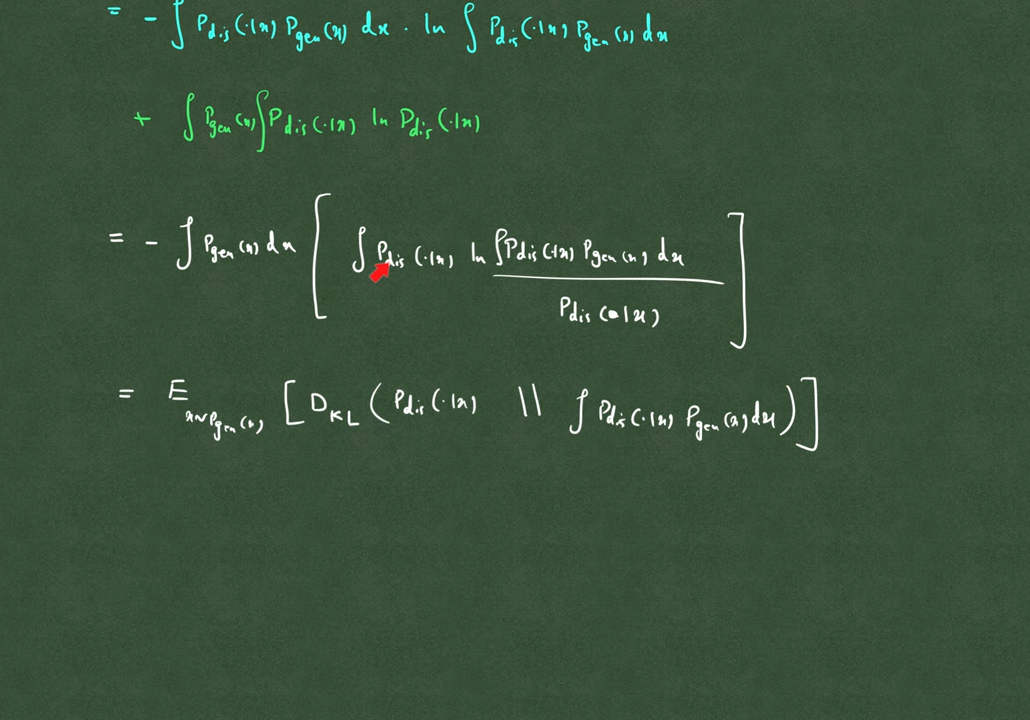 = - ∫ P_dis(·|x) P_gen(x) dx · ln ∫ P_dis(·|x) P_gen(x) dx
+ ∫ P_gen(x) ∫ P_dis(·|x) ln P_dis(·|x)
= - ∫ P_gen(x) dx [ ∫ P_dis(·|x) ln ∫ P_dis(·|x) P_gen(x) dx
P_dis(·|x) ]
= E_x~P_gen(x) [ D_KL ( P_dis(·|x) || ∫ P_dis(·|x) P_gen(x) dx ) ]